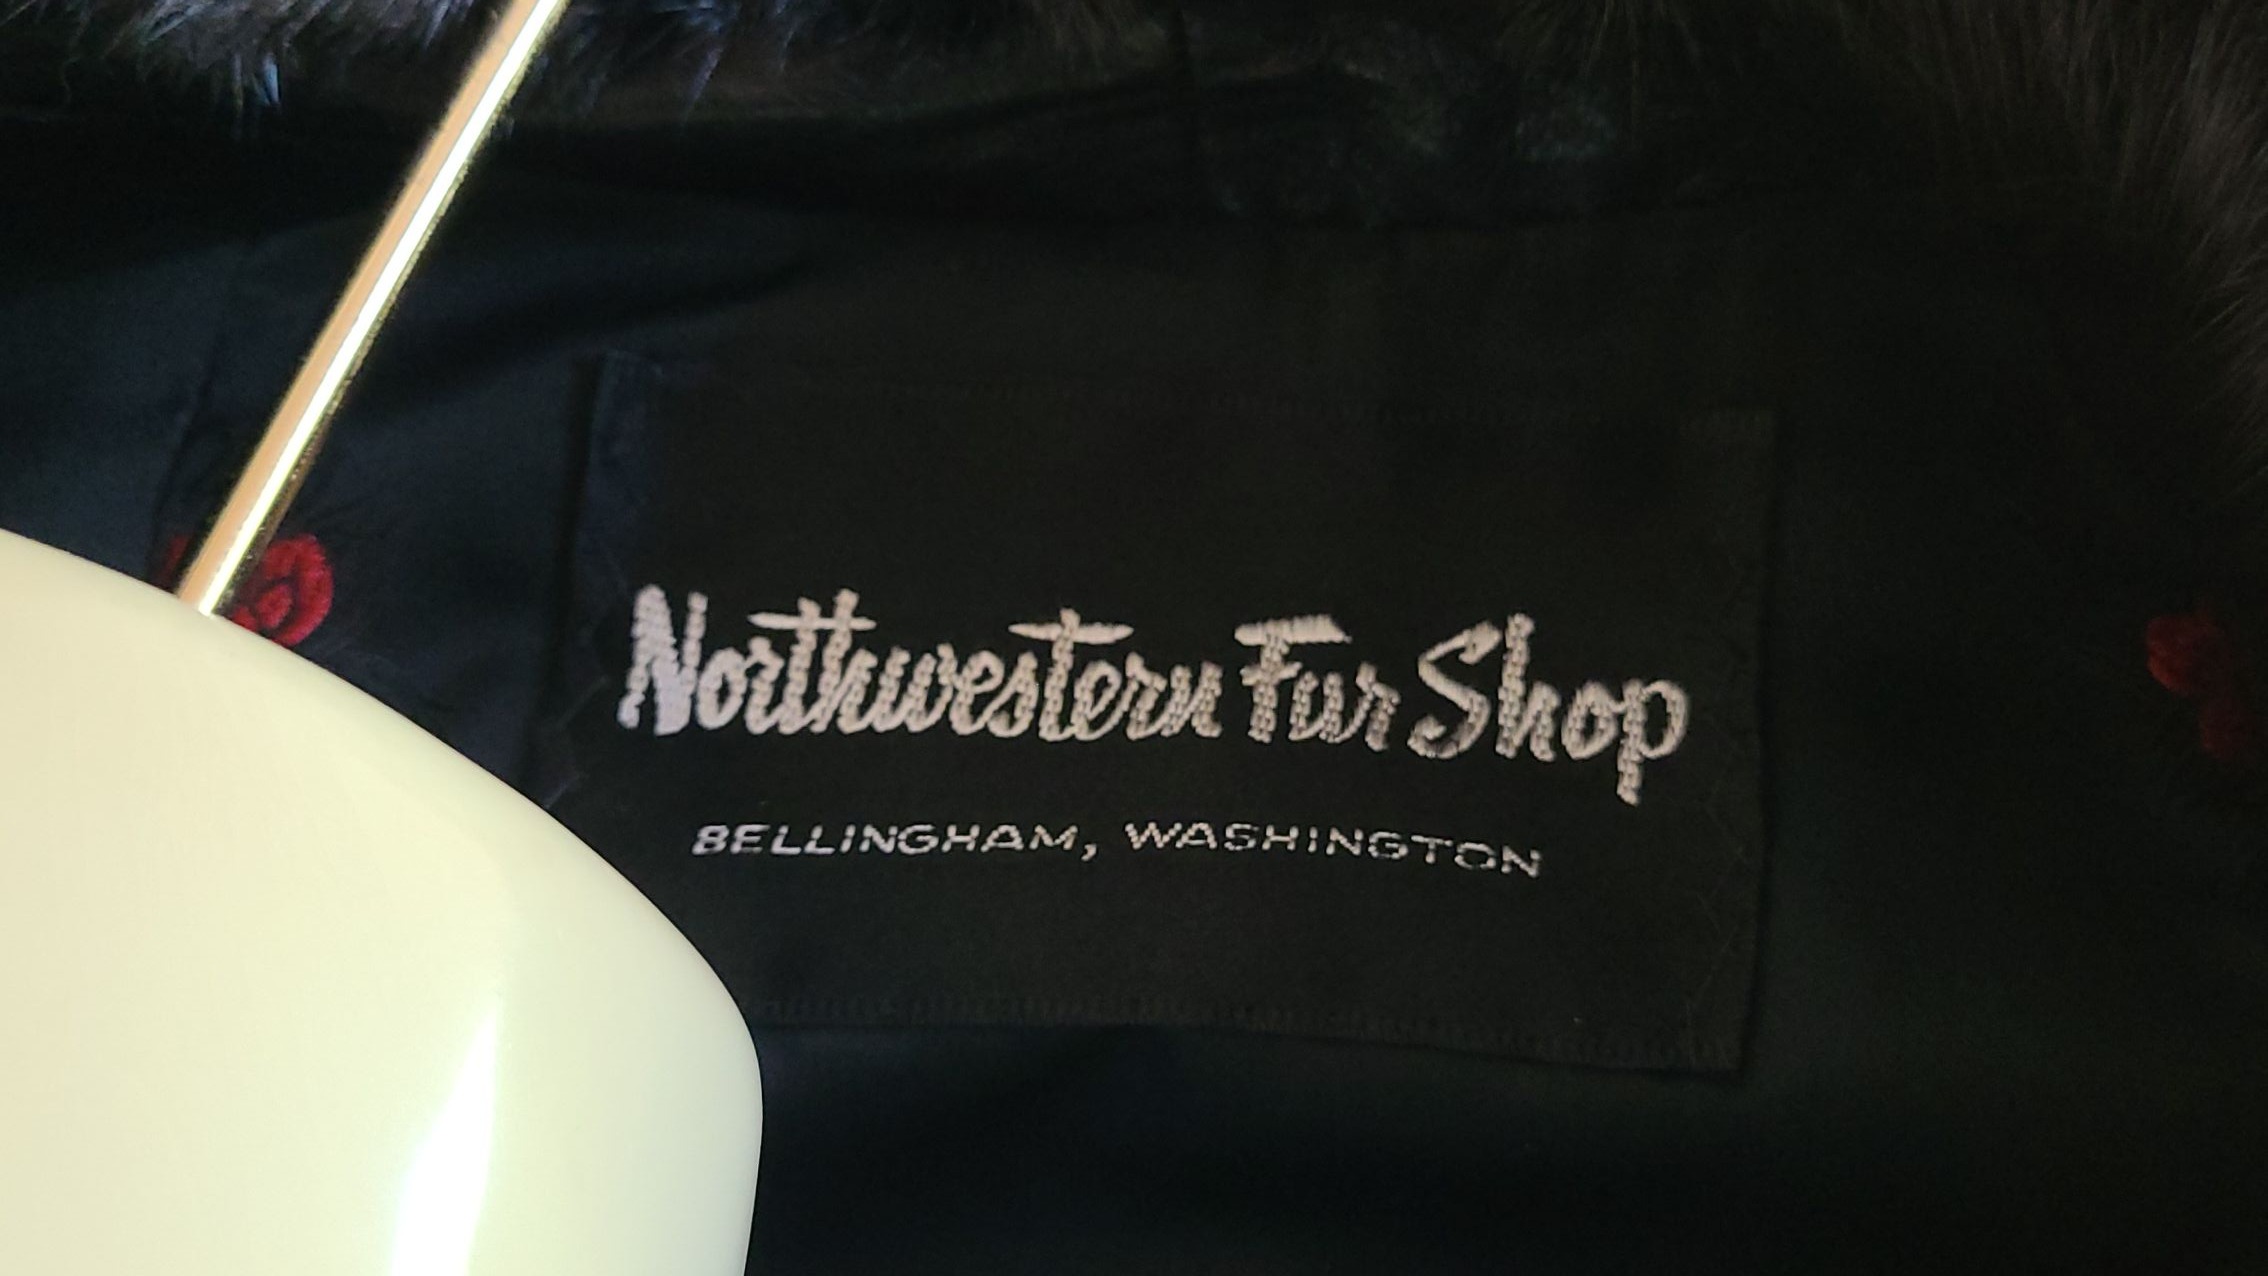 Northwestern Fur Shop
BELLINGHAM, WASHINGTON